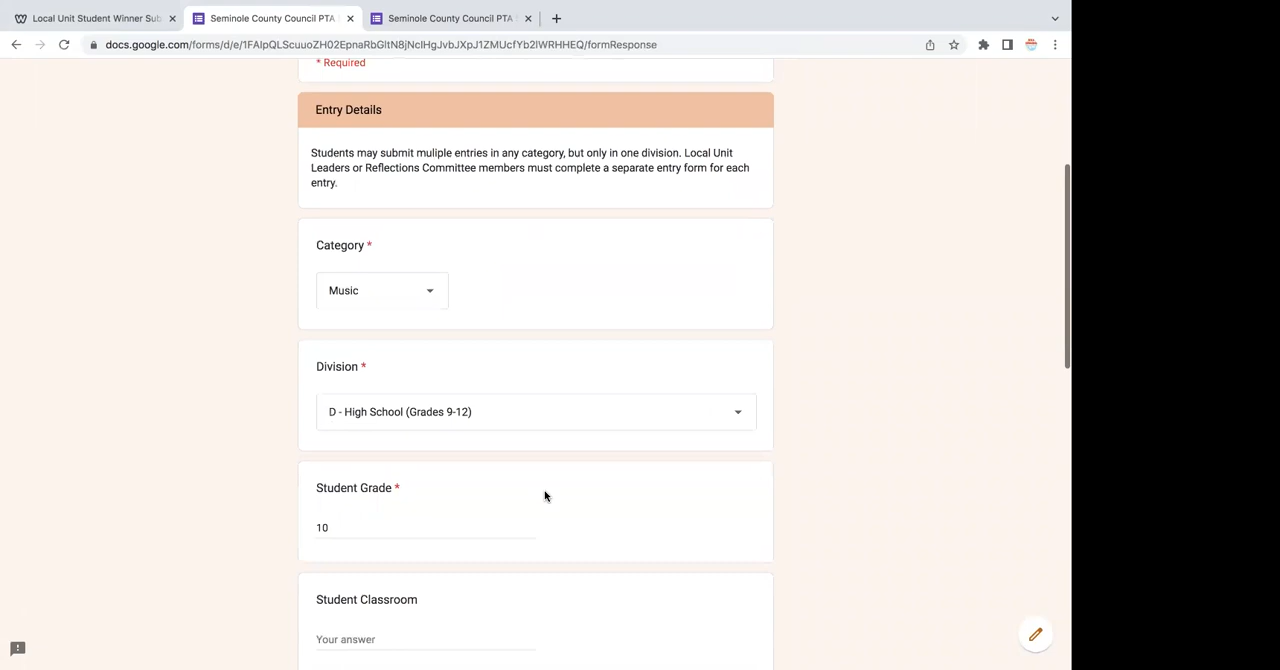 Local Unit Student Winner Sub
Seminole County Council PTA
Seminole County Council PTA
docs.google.com/forms/d/e/1FAIpQLScuuoZH02EpnaRbGltN8jNcIHgJvbJXpJ1ZMUcfYb2lWRHHEQ/formResponse
* Required
Entry Details
Students may submit muliple entries in any category, but only in one division. Local Unit
Leaders or Reflections Committee members must complete a separate entry form for each
entry.
Category *
Music
Division *
D - High School (Grades 9-12)
Student Grade *
10
Student Classroom
Your answer